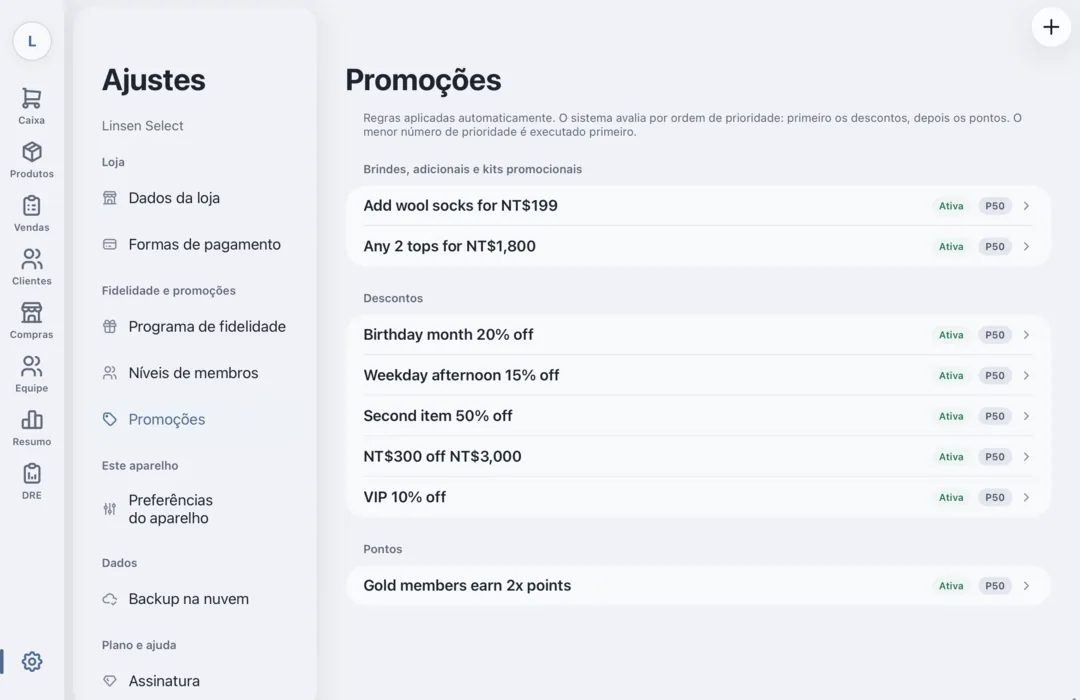 L
Caixa
Produtos
Vendas
Clientes
Compras
Equipe
Resumo
DRE
Ajustes
Linsen Select
Loja
Dados da loja
Formas de pagamento
Fidelidade e promoções
Programa de fidelidade
Níveis de membros
Promoções
Este aparelho
Preferências
do aparelho
Dados
Backup na nuvem
Plano e ajuda
Assinatura
Promoções
Regras aplicadas automaticamente. O sistema avalia por ordem de prioridade: primeiro os descontos, depois os pontos. O
menor número de prioridade é executado primeiro.
Brindes, adicionais e kits promocionais
Add wool socks for NT$199 Ativa P50
Any 2 tops for NT$1,800 Ativa P50
Descontos
Birthday month 20% off Ativa P50
Weekday afternoon 15% off Ativa P50
Second item 50% off Ativa P50
NT$300 off NT$3,000 Ativa P50
VIP 10% off Ativa P50
Pontos
Gold members earn 2x points Ativa P50